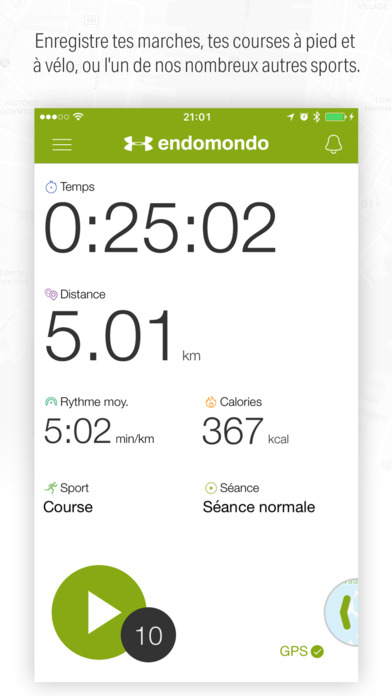 Enregistre tes marches, tes courses à pied et
à vélo, ou l'un de nos nombreux autres sports.
21:01
endomondo
Temps
0:25:02
Distance
5.01 km
Rythme moy. Calories
5:02 min/km 367 kcal
Sport Séance
Course Séance normale
10
GPS